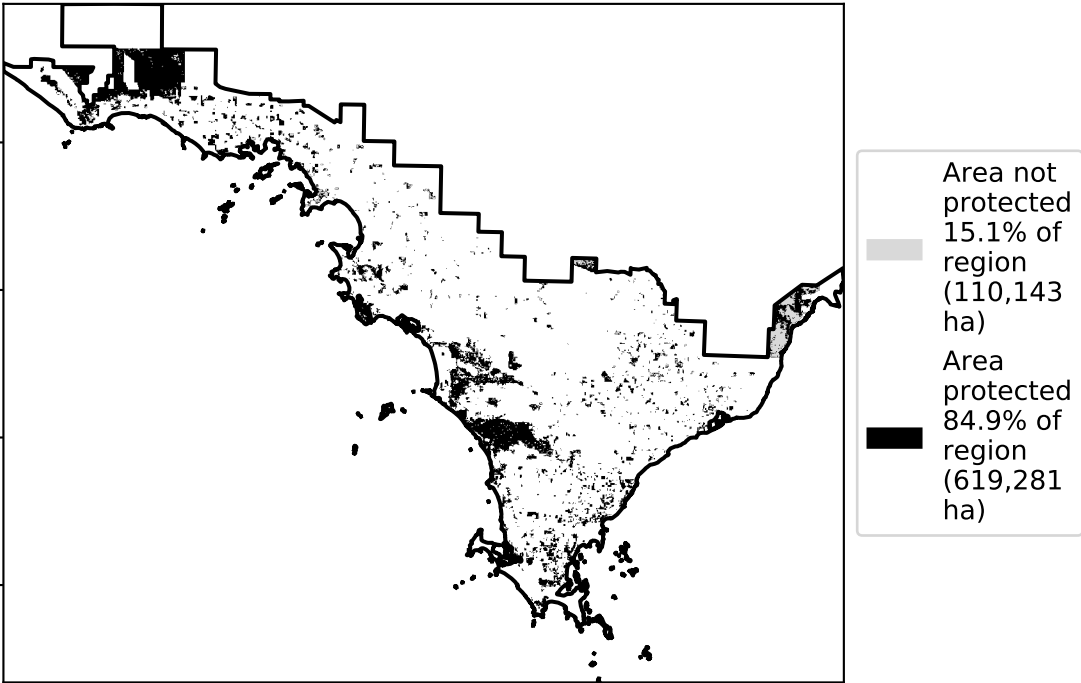 Area not
protected
15.1% of
region
(110,143
ha)
Area
protected
84.9% of
region
(619,281
ha)